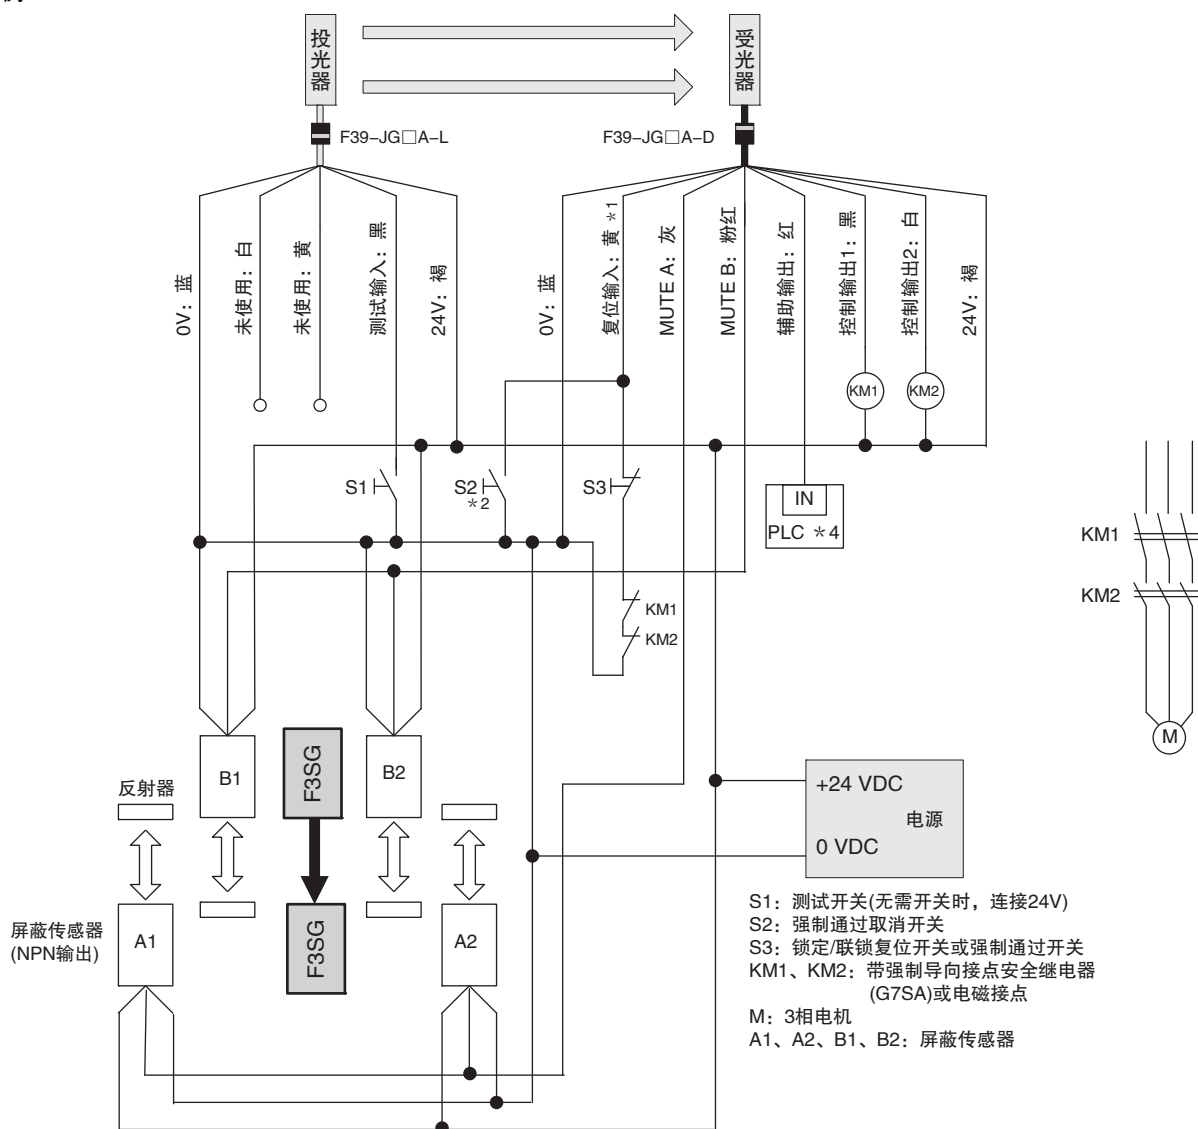 投光器
受光器
F39-JG□A-L
F39-JG□A-D
0V：蓝
未使用：白
未使用：黄
测试输入：黑
24V：褐
0V：蓝
复位输入：黄 *1
MUTE A：灰
MUTE B：粉红
辅助输出：红
控制输出1：黑
控制输出2：白
24V：褐
KM1
KM2
S1
S2
*2
S3
IN
PLC *4
KM1
KM2
KM1
KM2
M
B1
F3SG
B2
反射器
+24 VDC
电源
0 VDC
屏蔽传感器
(NPN输出)
A1
F3SG
A2
S1：测试开关(无需开关时，连接24V)
S2：强制通过取消开关
S3：锁定/联锁复位开关或强制通过开关
KM1、KM2：带强制导向接点安全继电器
(G7SA)或电磁接点
M：3相电机
A1、A2、B1、B2：屏蔽传感器